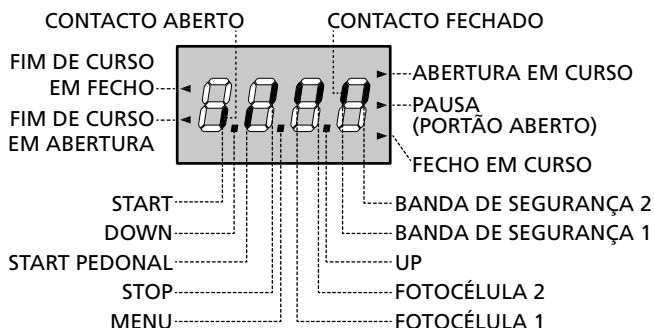 CONTACTO ABERTO
CONTACTO FECHADO
FIM DE CURSO
EM FECHO
FIM DE CURSO
EM ABERTURA
ABERTURA EM CURSO
PAUSA
(PORTÃO ABERTO)
FECHO EM CURSO
START
DOWN
START PEDONAL
STOP
MENU
BANDA DE SEGURANÇA 2
BANDA DE SEGURANÇA 1
UP
FOTOCÉLULA 2
FOTOCÉLULA 1